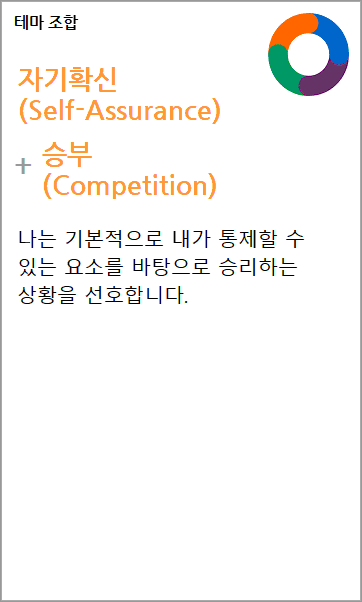 테마 조합
자기확신
(Self-Assurance)
+ 승부
(Competition)
나는 기본적으로 내가 통제할 수
있는 요소를 바탕으로 승리하는
상황을 선호합니다.